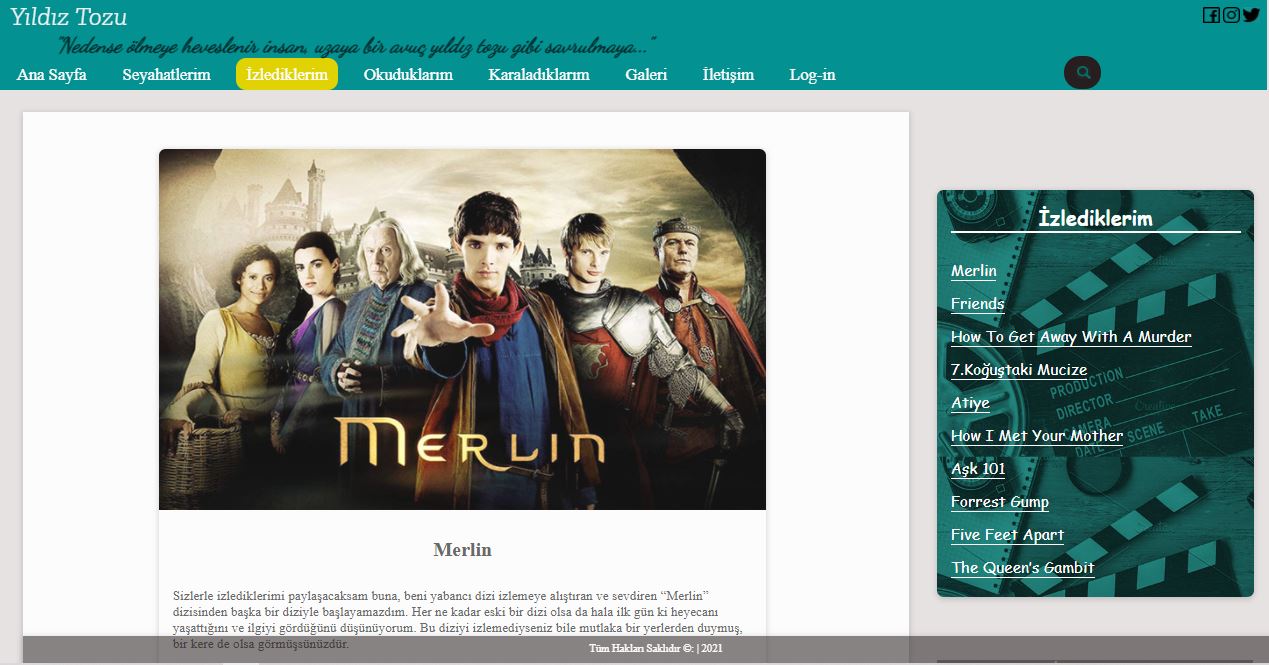 Yıldız Tozu
"Nedense ölmeye heveslenir insan, uzaya bir avuç yıldız tozu gibi savrulmaya..."
Ana Sayfa Seyahatlerim İzlediklerim Okuduklarım Karaladıklarım Galeri İletişim Log-in
MERLIN
Merlin
Sizlerle izlediklerimi paylaşacaksam buna, beni yabancı dizi izlemeye alıştıran ve sevdiren “Merlin”
dizisinden başka bir diziyle başlayamazdım. Her ne kadar eski bir dizi olsa da hala ilk gün ki heyecanı
yaşattığını ve ilgiyi gördüğünü düşünüyorum. Bu diziyi izlemediyseniz bile mutlaka bir yerlerden duymuş,
bir kere de olsa görmüşsünüzdür.
İzlediklerim
Merlin
Friends
How To Get Away With A Murder
7.Koğuştaki Mucize
Atiye
How I Met Your Mother
Aşk 101
Forrest Gump
Five Feet Apart
The Queen's Gambit
PRODUCTION
DIRECTOR
CAMERA
DATE SCENE TAKE
Tüm Hakları Saklıdır ©: | 2021